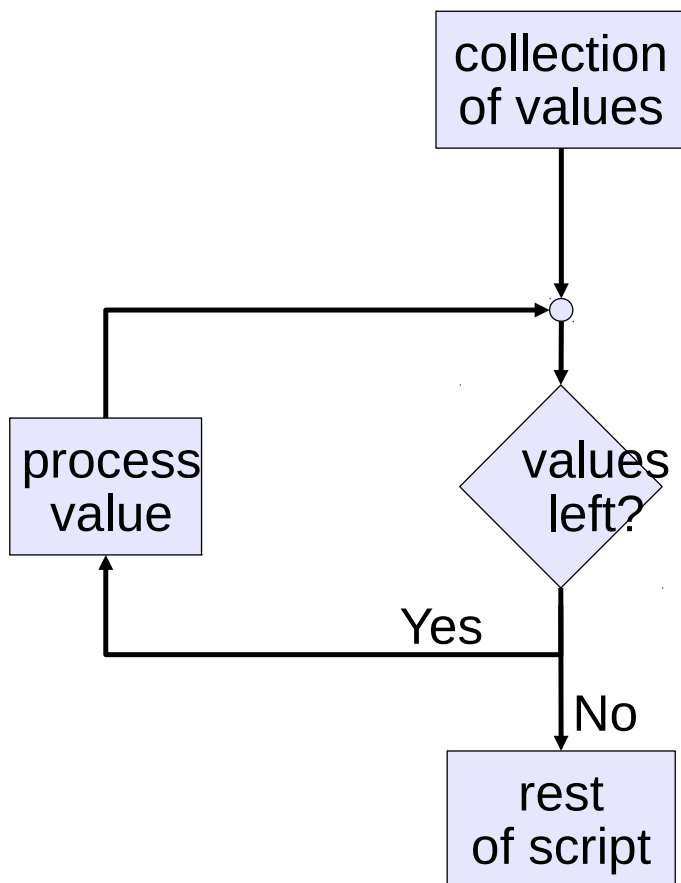 collection
of values
process
value
values
left?
Yes
No
rest
of script